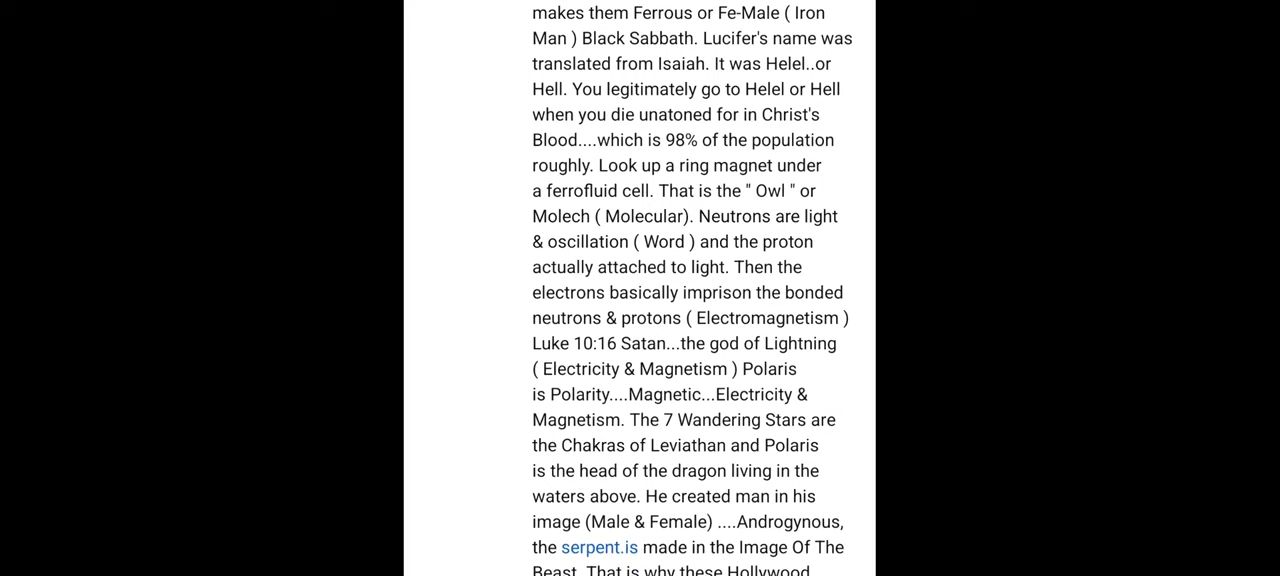 makes them Ferrous or Fe-Male ( Iron
Man ) Black Sabbath. Lucifer's name was
translated from Isaiah. It was Helel..or
Hell. You legitimately go to Helel or Hell
when you die unatoned for in Christ's
Blood....which is 98% of the population
roughly. Look up a ring magnet under
a ferrofluid cell. That is the " Owl " or
Molech ( Molecular). Neutrons are light
& oscillation ( Word ) and the proton
actually attached to light. Then the
electrons basically imprison the bonded
neutrons & protons ( Electromagnetism )
Luke 10:16 Satan...the god of Lightning
( Electricity & Magnetism ) Polaris
is Polarity....Magnetic...Electricity &
Magnetism. The 7 Wandering Stars are
the Chakras of Leviathan and Polaris
is the head of the dragon living in the
waters above. He created man in his
image (Male & Female) ....Androgynous,
the serpent.is made in the Image Of The
Beast. That is why these Hollywood